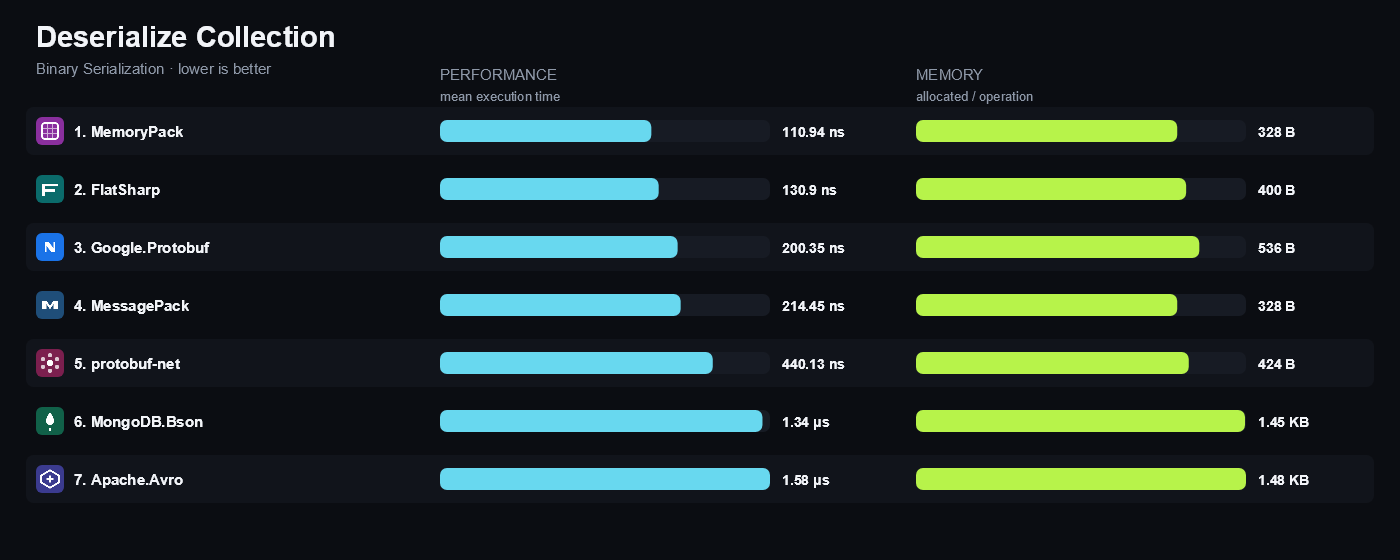 Deserialize Collection
Binary Serialization · lower is better
PERFORMANCE
mean execution time
MEMORY
allocated / operation
1. MemoryPack 110.94 ns 328 B
2. FlatSharp 130.9 ns 400 B
3. Google.Protobuf 200.35 ns 536 B
4. MessagePack 214.45 ns 328 B
5. protobuf-net 440.13 ns 424 B
6. MongoDB.Bson 1.34 µs 1.45 KB
7. Apache.Avro 1.58 µs 1.48 KB